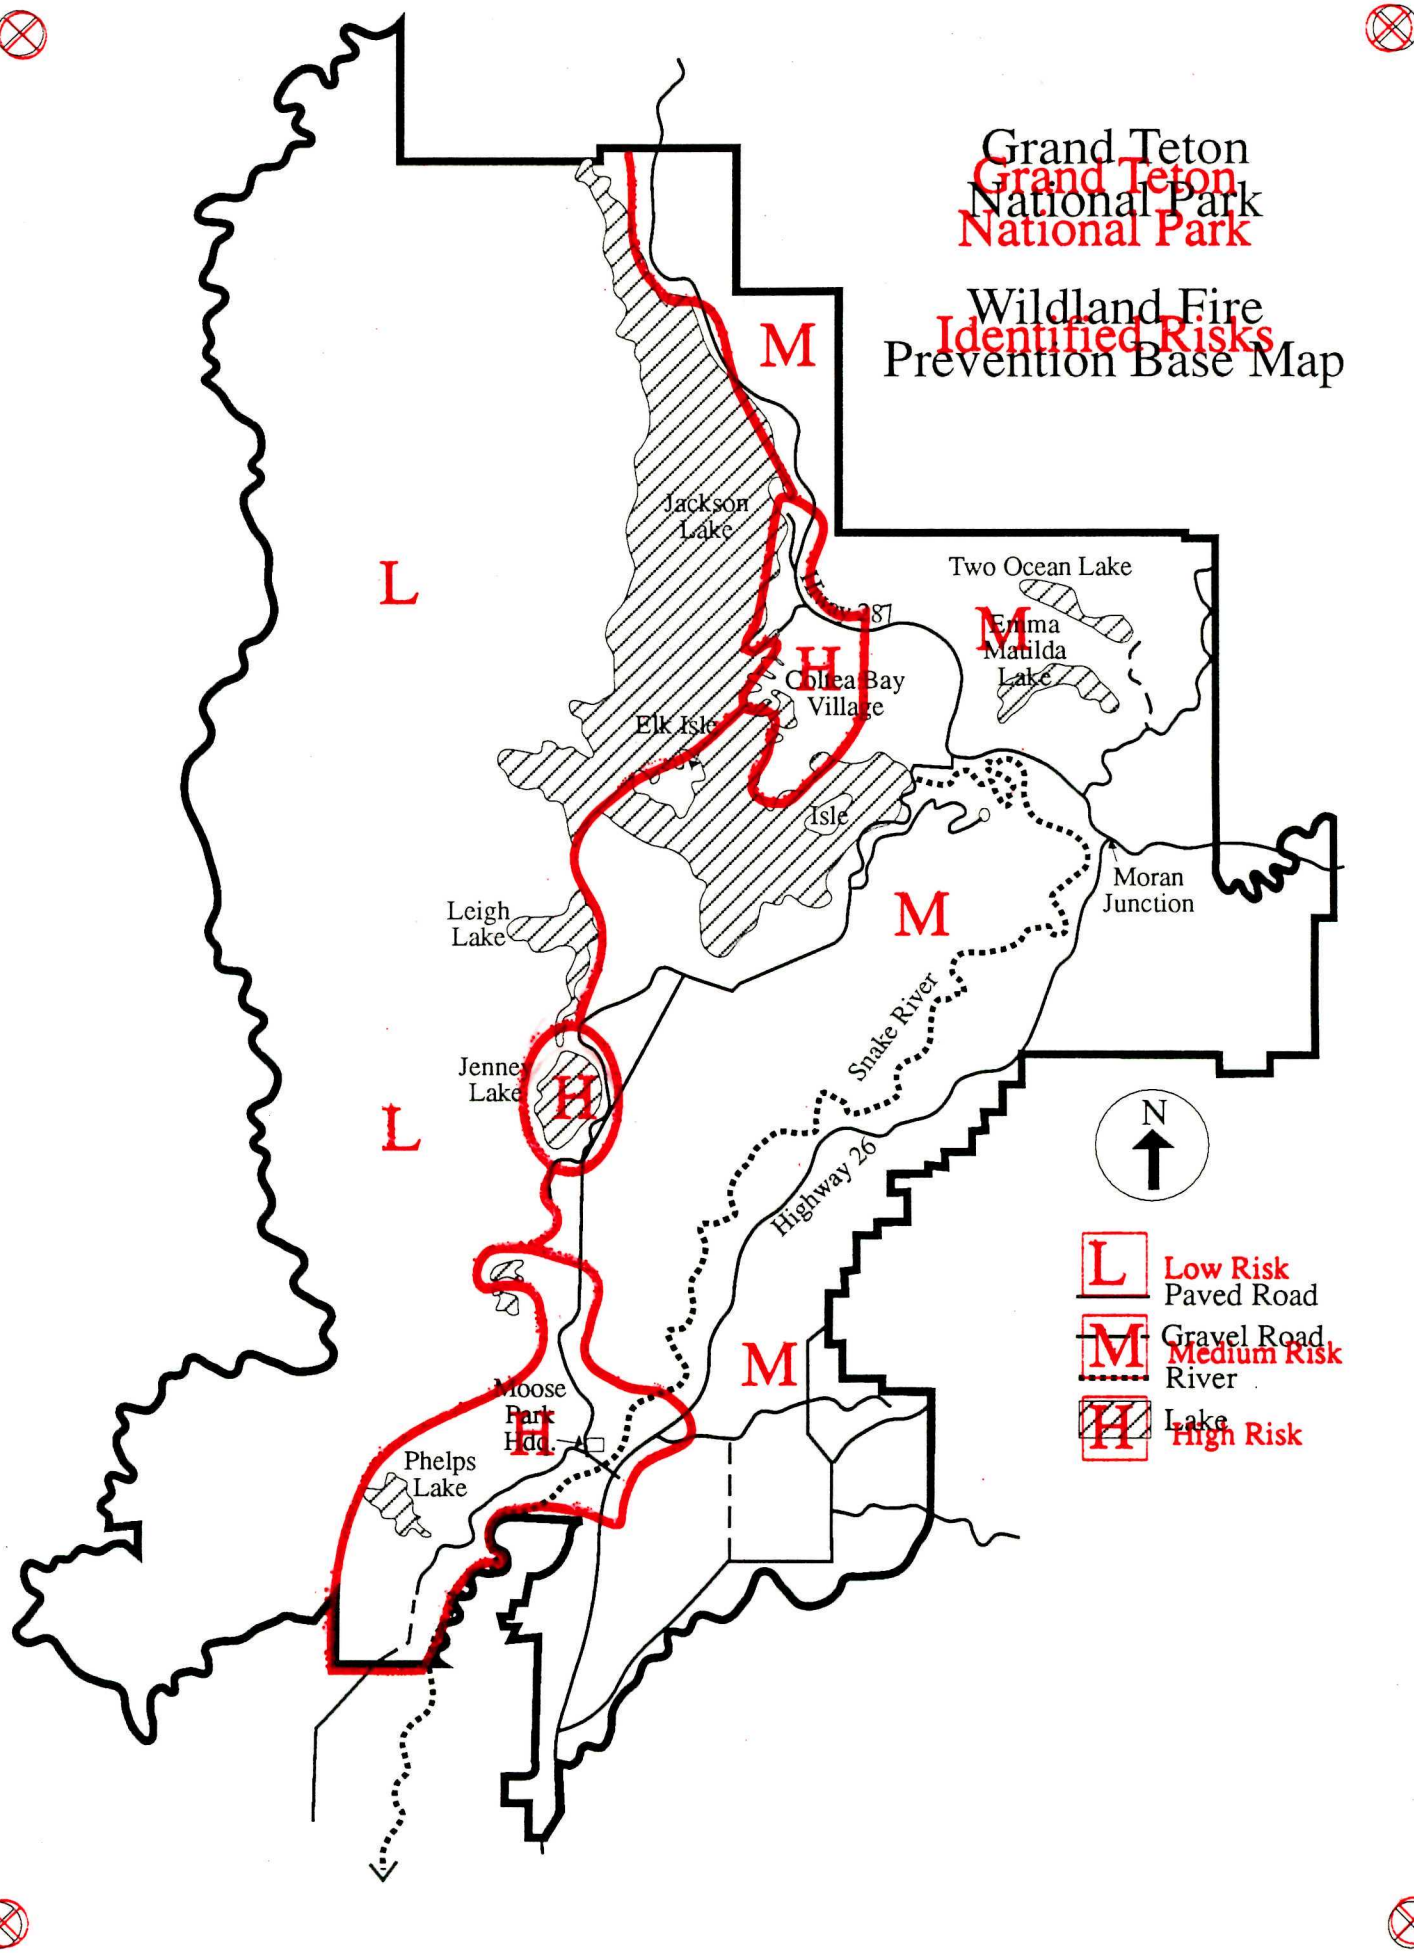 Grand Teton
Grand Teton
National Park
National Park
Wildland Fire
Identified Risks
Prevention Base Map
M
Jackson
Lake
L
Two Ocean Lake
Hwy 287
M
Emma
Matilda
Lake
H
Coltea Bay
Village
Elk Isle
Isle
Moran
Junction
M
Leigh
Lake
Snake River
Jenney
Lake
H
L
N
Highway 26
L
Low Risk
Paved Road
Gravel Road
M
Medium Risk
River
M
Moose
Park
Hdq.
H
Lake
H
High Risk
Phelps
Lake